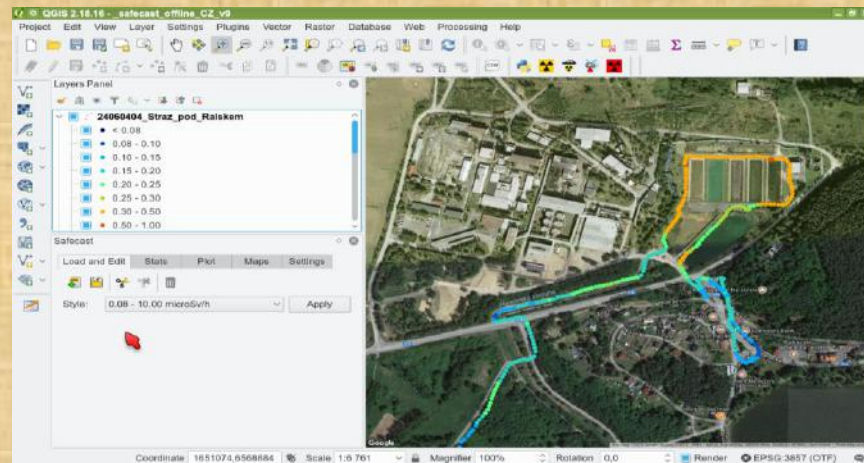 QGIS 2.18.16 - _safecast_offline_CZ_v9
Project Edit View Layer Settings Plugins Vector Raster Database Web Processing Help
Layers Panel
24060404_Straz_pod_Ralskem
< 0.08
0.08 - 0.10
0.10 - 0.15
0.15 - 0.20
0.20 - 0.25
0.25 - 0.30
0.30 - 0.50
0.50 - 1.00
Safecast
Load and Edit Stats Plot Maps Settings
Style: 0.08 - 10.00 microSv/h Apply
Google
Coordinate 1651074,6568684 Scale 1:6 761 Magnifier 100% Rotation 0,0 Render EPSG:3857 (OTF)